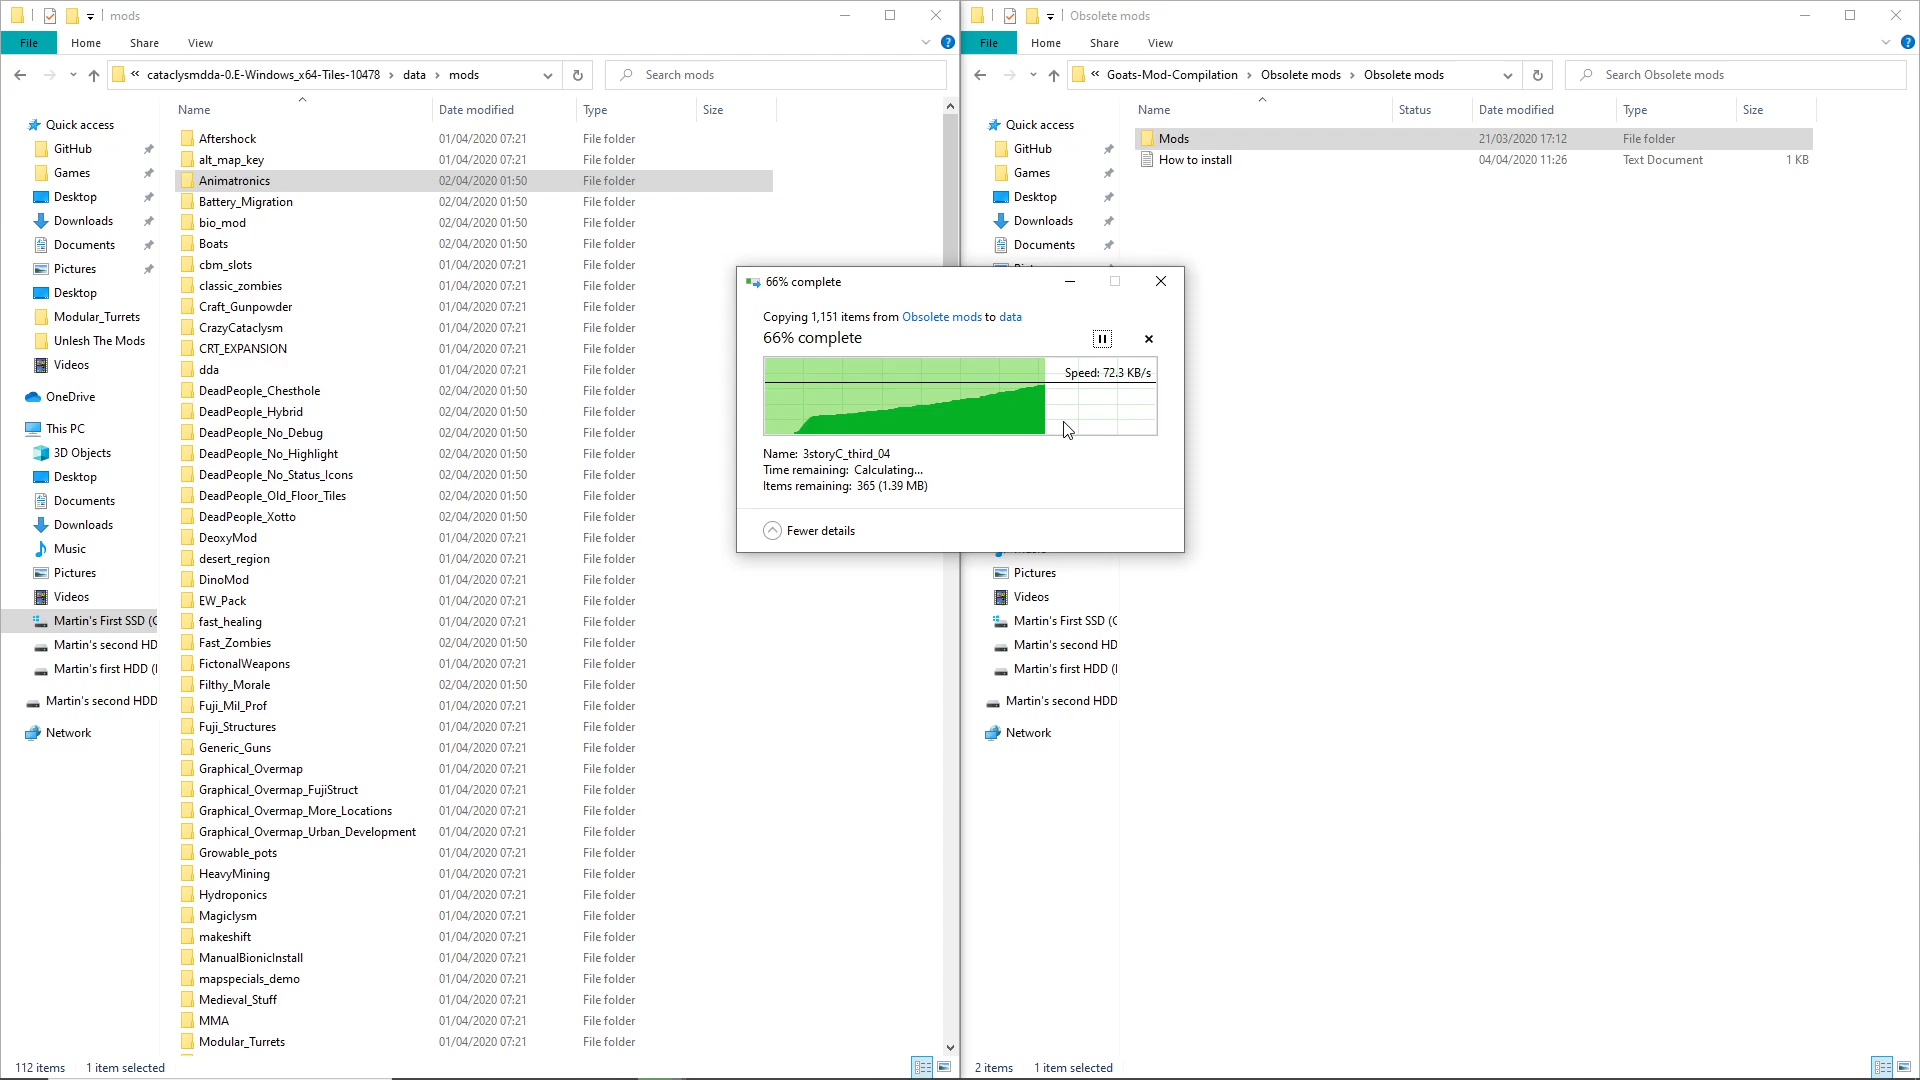 mods
File
Home
Share
View
cataclysmdda-0.E-Windows_x64-Tiles-10478 › data › mods
Search mods
Quick access
GitHub
Games
Desktop
Downloads
Documents
Pictures
Desktop
Modular_Turrets
Unlesh The Mods
Videos
OneDrive
This PC
3D Objects
Desktop
Documents
Downloads
Music
Pictures
Videos
Martin's First SSD (C
Martin's second HD
Martin's first HDD (
Martin's second HDD
Network
Name Date modified Type Size
Aftershock 01/04/2020 07:21 File folder
alt_map_key 01/04/2020 07:21 File folder
Animatronics 02/04/2020 01:50 File folder
Battery_Migration 02/04/2020 01:50 File folder
bio_mod 02/04/2020 01:50 File folder
Boats 02/04/2020 01:50 File folder
cbm_slots 01/04/2020 07:21 File folder
classic_zombies 01/04/2020 07:21 File folder
Craft_Gunpowder 01/04/2020 07:21 File folder
CrazyCataclysm 01/04/2020 07:21 File folder
CRT_EXPANSION 01/04/2020 07:21 File folder
dda 01/04/2020 07:21 File folder
DeadPeople_Chesthole 02/04/2020 01:50 File folder
DeadPeople_Hybrid 02/04/2020 01:50 File folder
DeadPeople_No_Debug 02/04/2020 01:50 File folder
DeadPeople_No_Highlight 02/04/2020 01:50 File folder
DeadPeople_No_Status_Icons 02/04/2020 01:50 File folder
DeadPeople_Old_Floor_Tiles 02/04/2020 01:50 File folder
DeadPeople_Xotto 02/04/2020 01:50 File folder
DeoxyMod 01/04/2020 07:21 File folder
desert_region 01/04/2020 07:21 File folder
DinoMod 01/04/2020 07:21 File folder
EW_Pack 01/04/2020 07:21 File folder
fast_healing 01/04/2020 07:21 File folder
Fast_Zombies 02/04/2020 01:50 File folder
FictonalWeapons 01/04/2020 07:21 File folder
Filthy_Morale 02/04/2020 01:50 File folder
Fuji_Mil_Prof 01/04/2020 07:21 File folder
Fuji_Structures 01/04/2020 07:21 File folder
Generic_Guns 01/04/2020 07:21 File folder
Graphical_Overmap 01/04/2020 07:21 File folder
Graphical_Overmap_FujiStruct 01/04/2020 07:21 File folder
Graphical_Overmap_More_Locations 01/04/2020 07:21 File folder
Graphical_Overmap_Urban_Development 01/04/2020 07:21 File folder
Growable_pots 01/04/2020 07:21 File folder
HeavyMining 01/04/2020 07:21 File folder
Hydroponics 01/04/2020 07:21 File folder
Magiclysm 01/04/2020 07:21 File folder
makeshift 01/04/2020 07:21 File folder
ManualBionicInstall 01/04/2020 07:21 File folder
mapspecials_demo 01/04/2020 07:21 File folder
Medieval_Stuff 01/04/2020 07:21 File folder
MMA 01/04/2020 07:21 File folder
Modular_Turrets 01/04/2020 07:21 File folder
112 items 1 item selected
66% complete
Copying 1,151 items from Obsolete mods to data
66% complete
Speed: 72.3 KB/s
Name: 3storyC_third_04
Time remaining: Calculating...
Items remaining: 365 (1.39 MB)
Fewer details
Obsolete mods
File
Home
Share
View
Goats-Mod-Compilation › Obsolete mods › Obsolete mods
Search Obsolete mods
Quick access
GitHub
Games
Desktop
Downloads
Documents
Pictures
Videos
Martin's First SSD (C
Martin's second HD
Martin's first HDD (
Martin's second HDD
Network
Name Status Date modified Type Size
Mods 21/03/2020 17:12 File folder
How to install 04/04/2020 11:26 Text Document 1 KB
2 items 1 item selected